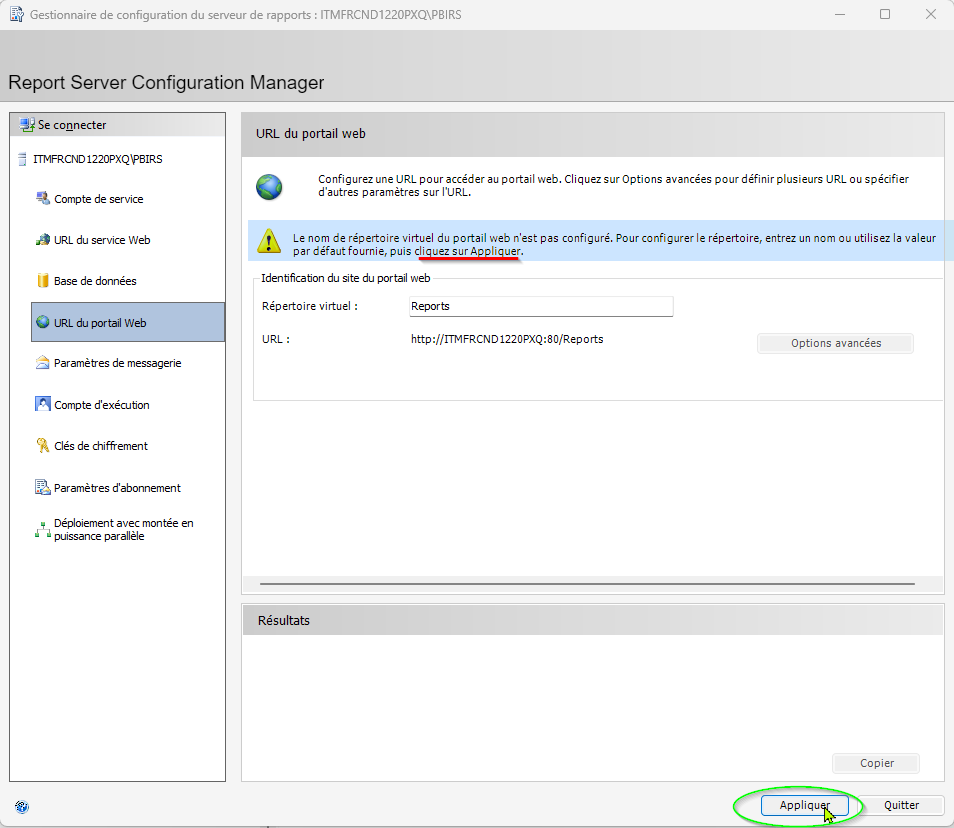 Gestionnaire de configuration du serveur de rapports : ITMFRCND1220PXQ\PBIRS
Report Server Configuration Manager
Se connecter
ITMFRCND1220PXQ\PBIRS
Compte de service
URL du service Web
Base de données
URL du portail Web
Paramètres de messagerie
Compte d'exécution
Clés de chiffrement
Paramètres d'abonnement
Déploiement avec montée en
puissance parallèle
URL du portail web
Configurez une URL pour accéder au portail web. Cliquez sur Options avancées pour définir plusieurs URL ou spécifier
d'autres paramètres sur l'URL.
Le nom de répertoire virtuel du portail web n'est pas configuré. Pour configurer le répertoire, entrez un nom ou utilisez la valeur
par défaut fournie, puis cliquez sur Appliquer.
Identification du site du portail web
Répertoire virtuel :
Reports
URL :
http://ITMFRCND1220PXQ:80/Reports
Options avancées
Résultats
Copier
Appliquer
Quitter